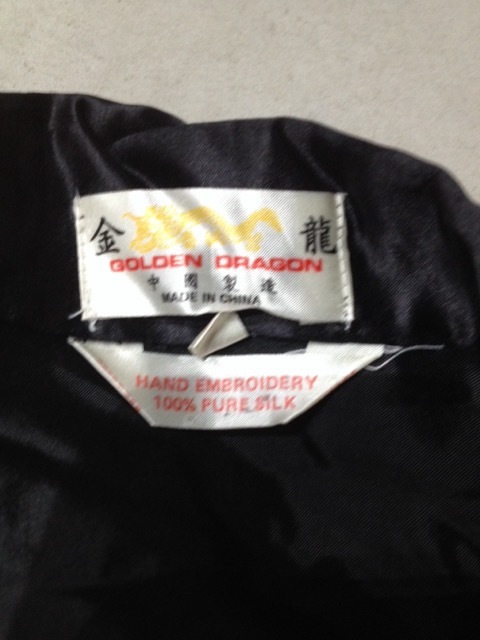 金 龍
GOLDEN DRAGON
中國製造
MADE IN CHINA
HAND EMBROIDERY
100% PURE SILK